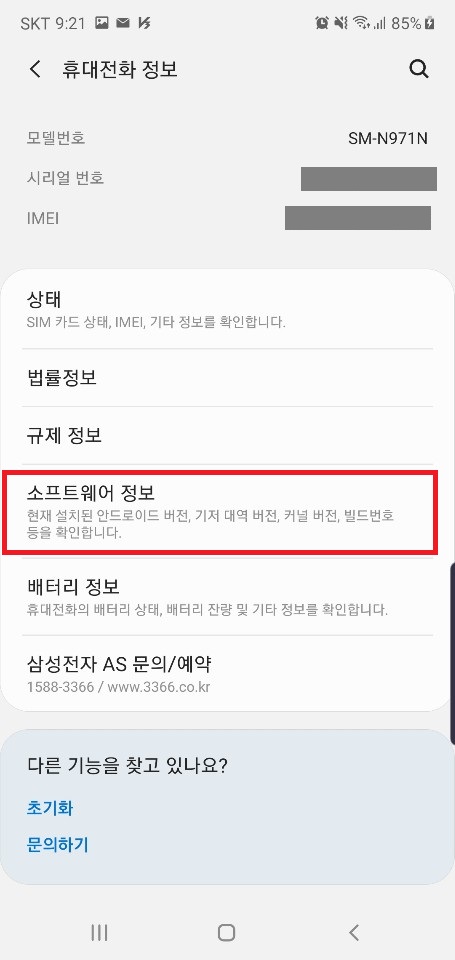 SKT 9:21 85%
휴대전화 정보
모델번호 SM-N971N
시리얼 번호
IMEI
상태
SIM 카드 상태, IMEI, 기타 정보를 확인합니다.
법률정보
규제 정보
소프트웨어 정보
현재 설치된 안드로이드 버전, 기저 대역 버전, 커널 버전, 빌드번호
등을 확인합니다.
배터리 정보
휴대전화의 배터리 상태, 배터리 잔량 및 기타 정보를 확인합니다.
삼성전자 AS 문의/예약
1588-3366 / www.3366.co.kr
다른 기능을 찾고 있나요?
초기화
문의하기